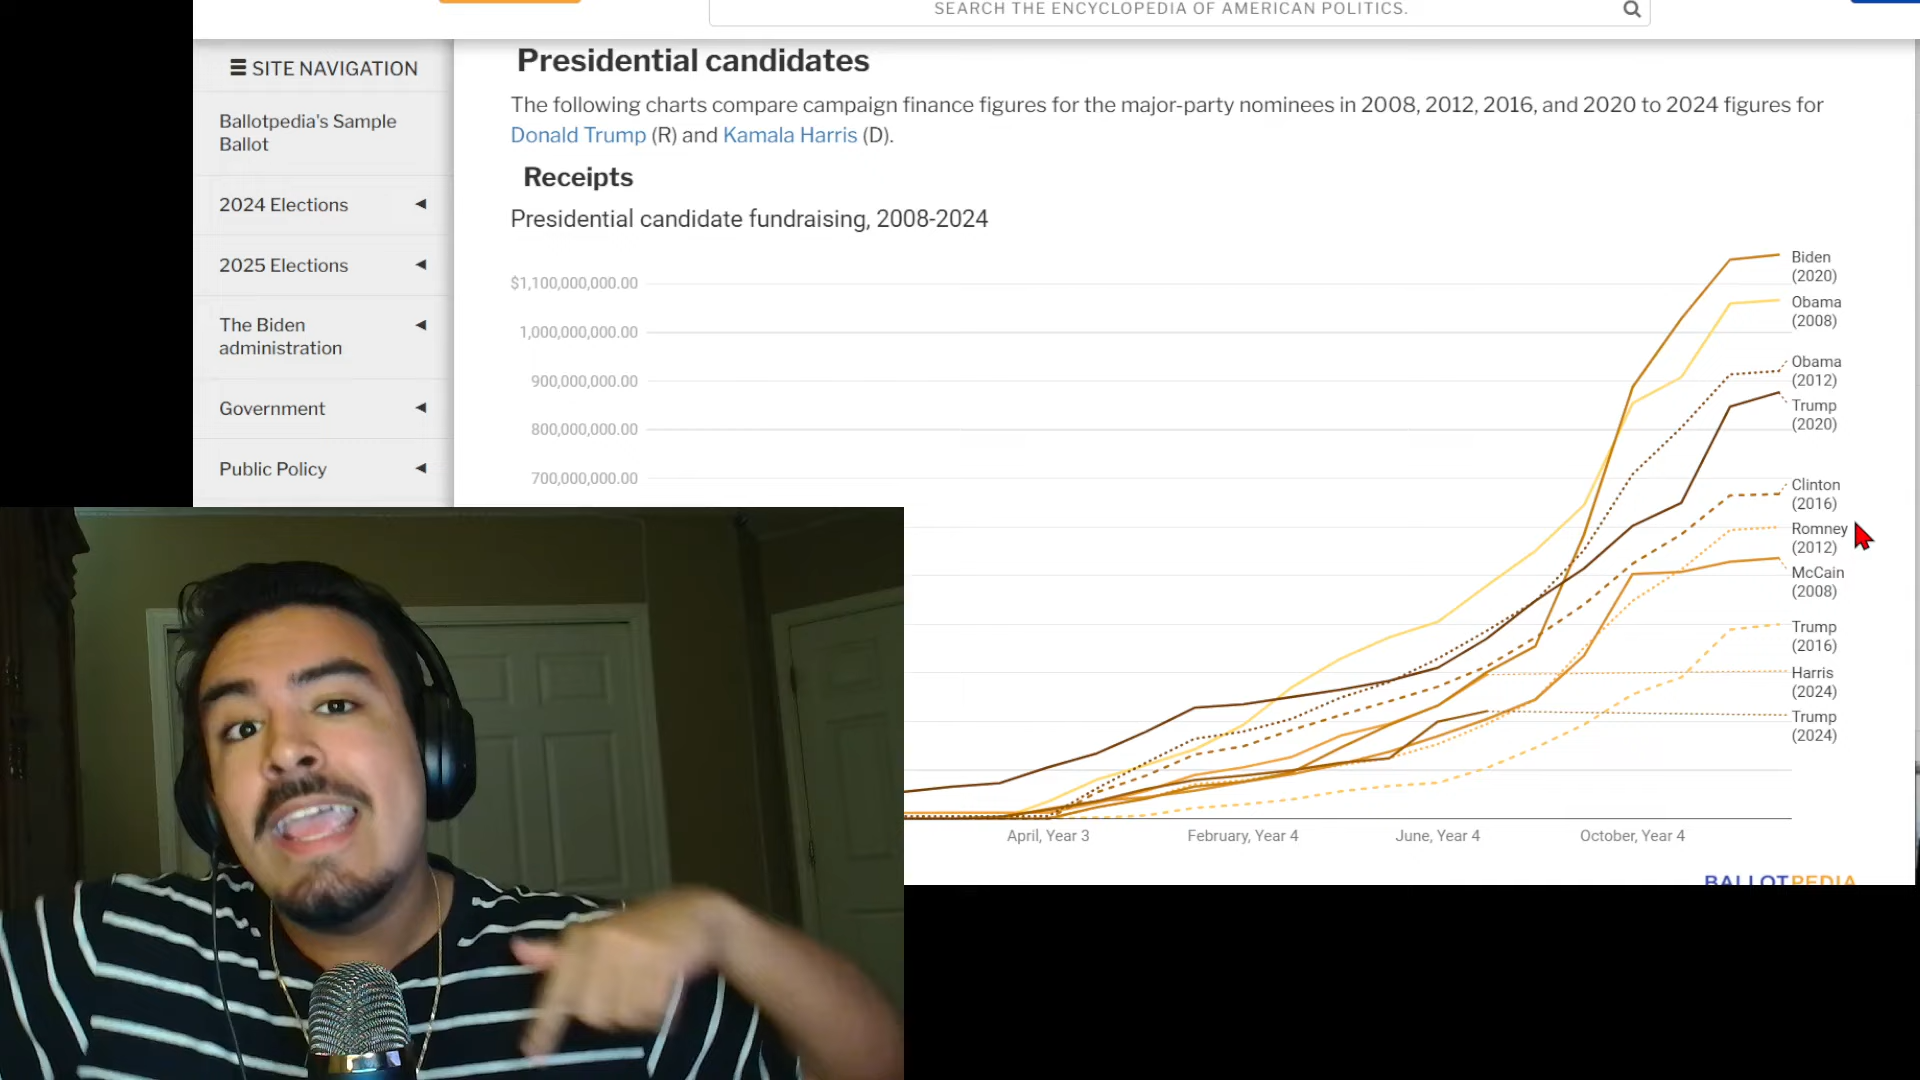 SEARCH THE ENCYCLOPEDIA OF AMERICAN POLITICS.
SITE NAVIGATION
Ballotpedia's Sample
Ballot
2024 Elections
2025 Elections
The Biden
administration
Government
Public Policy
Presidential candidates
The following charts compare campaign finance figures for the major-party nominees in 2008, 2012, 2016, and 2020 to 2024 figures for
Donald Trump (R) and Kamala Harris (D).
Receipts
Presidential candidate fundraising, 2008-2024
$1,100,000,000.00
1,000,000,000.00
900,000,000.00
800,000,000.00
700,000,000.00
Biden
(2020)
Obama
(2008)
Obama
(2012)
Trump
(2020)
Clinton
(2016)
Romney
(2012)
McCain
(2008)
Trump
(2016)
Harris
(2024)
Trump
(2024)
April, Year 3
February, Year 4
June, Year 4
October, Year 4
BALLOTPEDIA